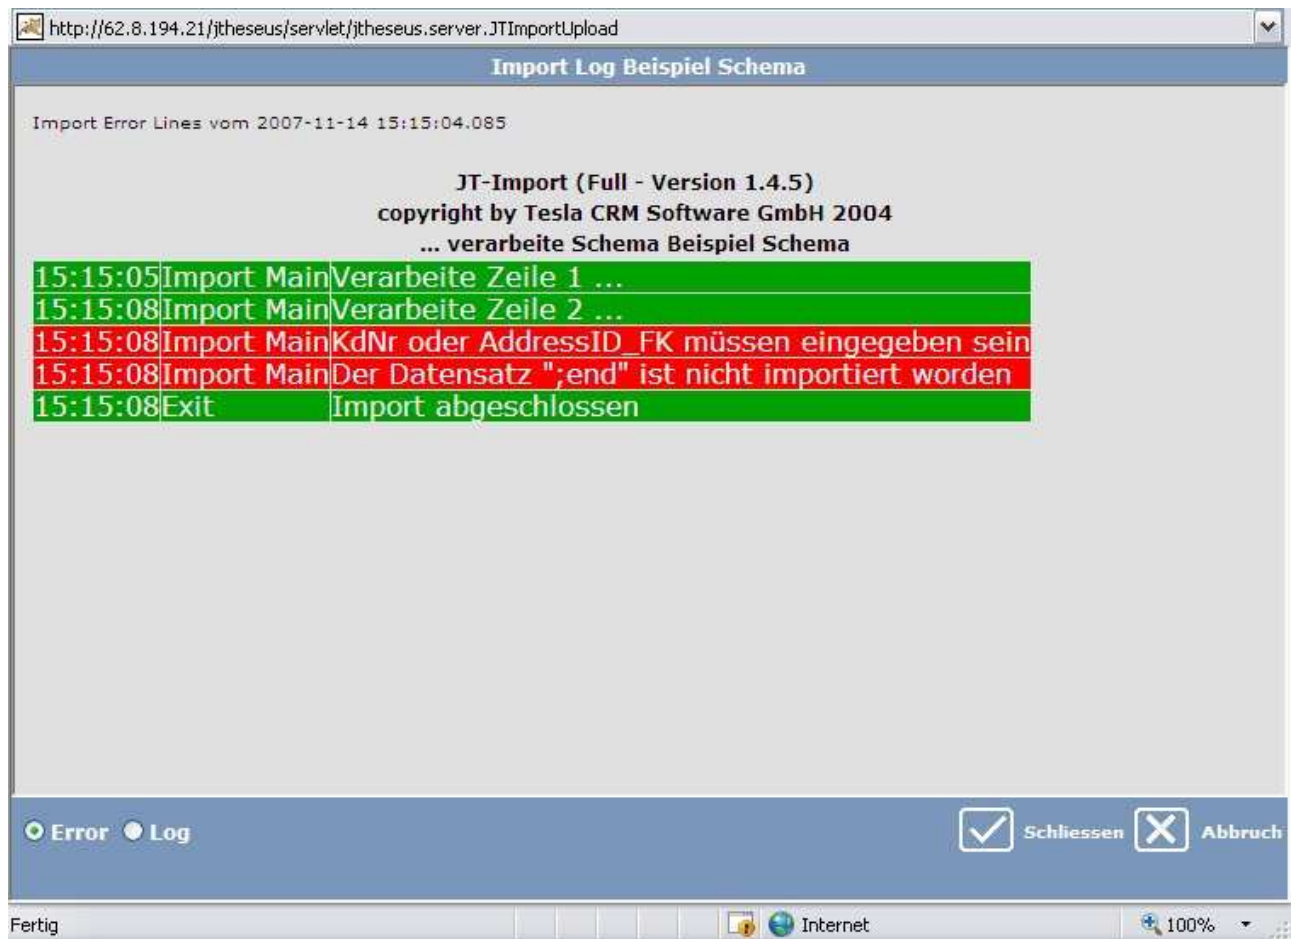 http://62.8.194.21/jtheseus/servlet/jtheseus.server.JTImportUpload
Import Log Beispiel Schema
Import Error Lines vom 2007-11-14 15:15:04.085
JT-Import (Full - Version 1.4.5)
copyright by Tesla CRM Software GmbH 2004
... verarbeite Schema Beispiel Schema
15:15:05 Import Main Verarbeite Zeile 1 ...
15:15:08 Import Main Verarbeite Zeile 2 ...
15:15:08 Import Main KdNr oder AddressID_FK müssen eingegeben sein
15:15:08 Import Main Der Datensatz ";end" ist nicht importiert worden
15:15:08 Exit Import abgeschlossen
Error Log Schliessen Abbruch
Fertig Internet 100%